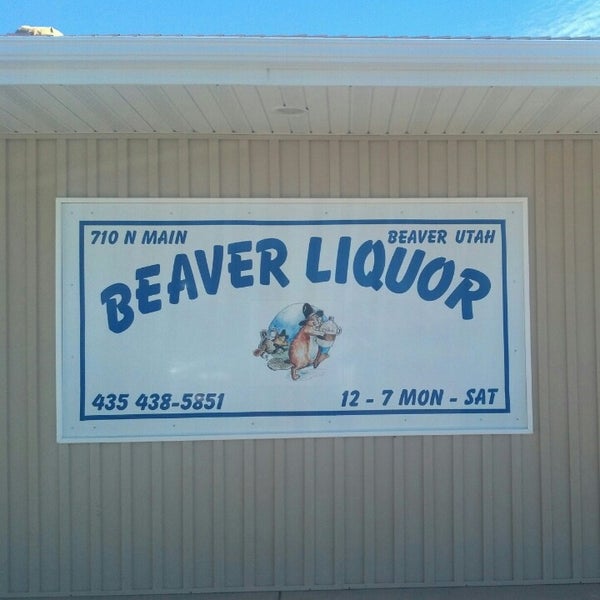 710 N MAIN
BEAVER UTAH
BEAVER LIQUOR
435 438-5851
12 - 7 MON - SAT